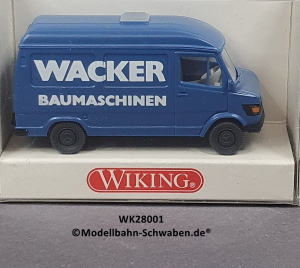 WACKER
BAUMASCHINEN
WIKING®
WK28001
©Modellbahn-Schwaben.de®